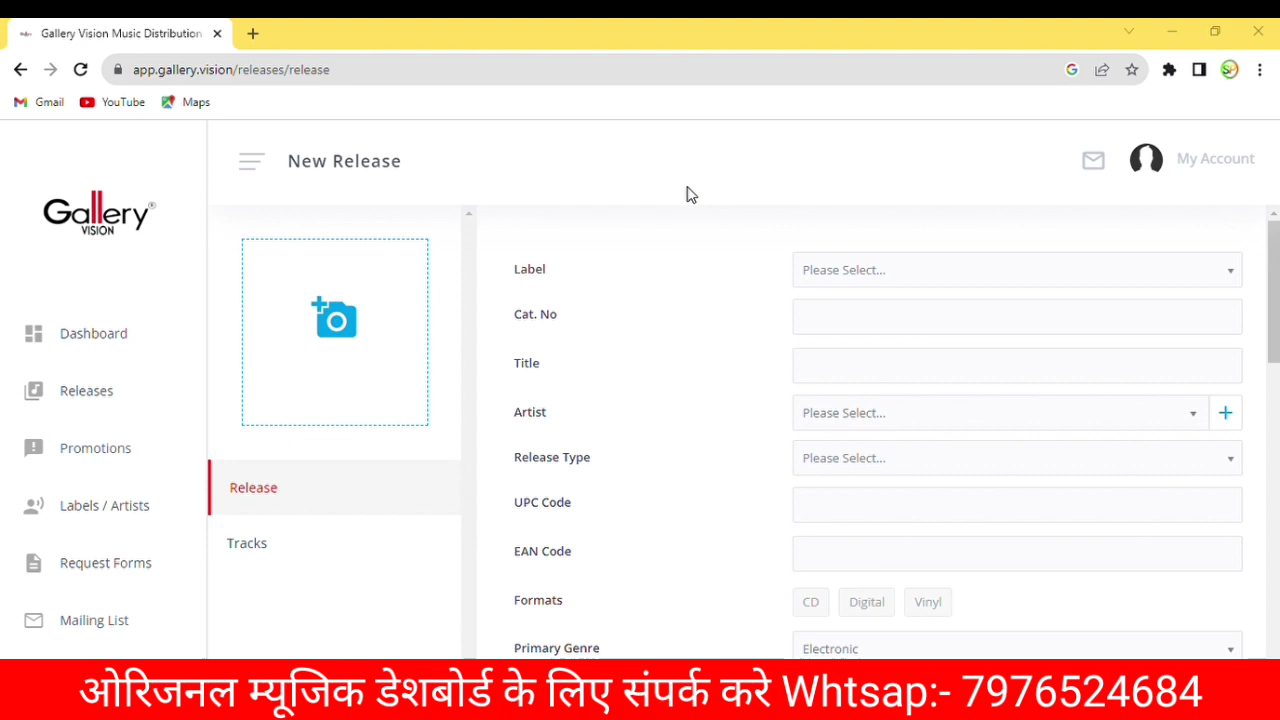 Gallery Vision Music Distribution
app.gallery.vision/releases/release
Gmail
YouTube
Maps
Gallery®
VISION
New Release
My Account
Dashboard
Releases
Promotions
Labels / Artists
Request Forms
Mailing List
Release
Tracks
Label
Please Select...
Cat. No
Title
Artist
Please Select...
Release Type
Please Select...
UPC Code
EAN Code
Formats
CD
Digital
Vinyl
Primary Genre
Electronic
ओरिजनल म्यूजिक डेशबोर्ड के लिए संपर्क करे Whtsap:- 7976524684